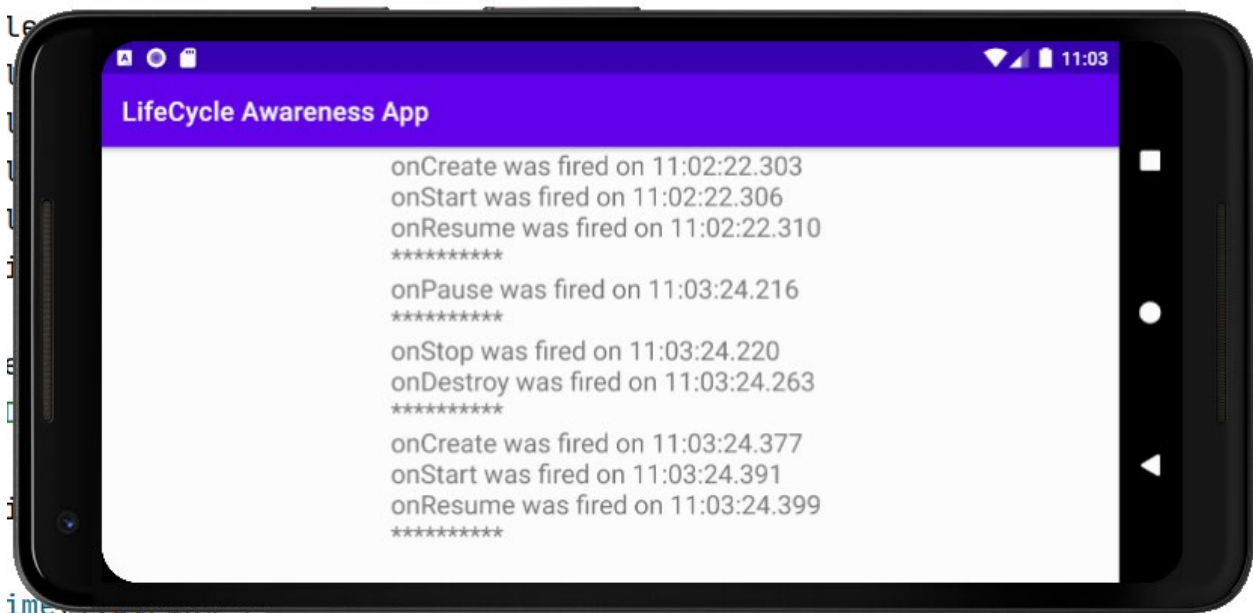 11:03
LifeCycle Awareness App
onCreate was fired on 11:02:22.303
onStart was fired on 11:02:22.306
onResume was fired on 11:02:22.310
**********
onPause was fired on 11:03:24.216
**********
onStop was fired on 11:03:24.220
onDestroy was fired on 11:03:24.263
**********
onCreate was fired on 11:03:24.377
onStart was fired on 11:03:24.391
onResume was fired on 11:03:24.399
**********